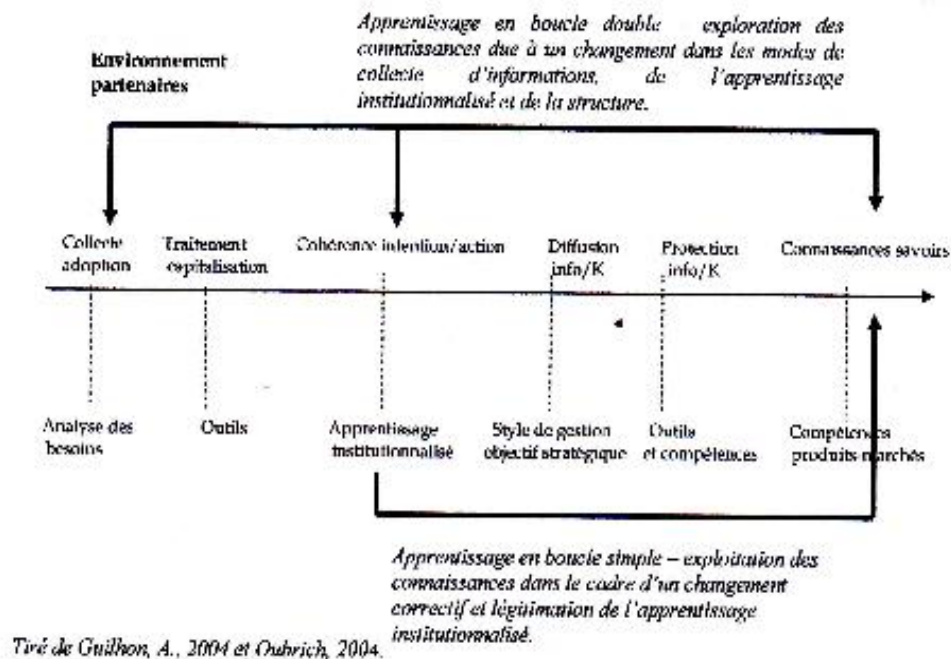 Apprentissage en boucle double exploration des
connaissances due à un changement dans les modes de
collecte d'informations, de l'apprentissage
institutionnalisé et de la structure.
Environnement
partenaires
Collecte
adoption
Traitement
capitalisation
Cohérence intention/action
Diffusion
info/K
Protection
info/K
Connaissances savoirs
Analyse des
besoins
Outils
Apprentissage
institutionnalisé
Style de gestion
objectif stratégique
Outils
et compétences
Compétences
produits marchés
Apprentissage en boucle simple – exploitation des
connaissances dans le cadre d'un changement
correctif et légitimation de l'apprentissage
institutionnalisé.
Tiré de Guilhon, A., 2004 et Oubrich, 2004.